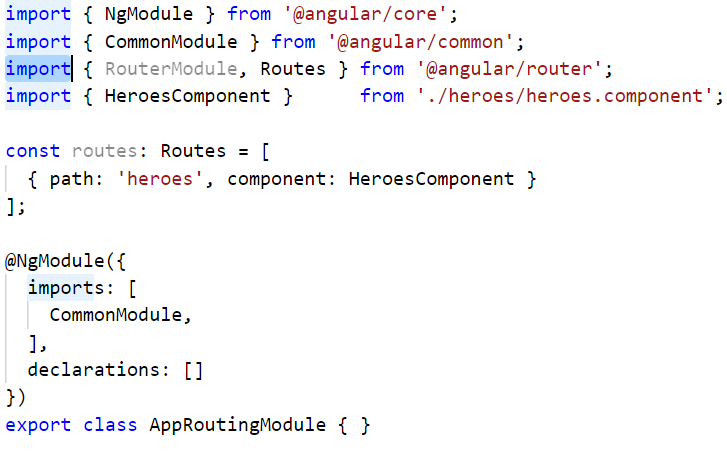 import { NgModule } from '@angular/core';
import { CommonModule } from '@angular/common';
import { RouterModule, Routes } from '@angular/router';
import { HeroesComponent }      from './heroes/heroes.component';

const routes: Routes = [
  { path: 'heroes', component: HeroesComponent }
];

@NgModule({
  imports: [
    CommonModule,
  ],
  declarations: []
})
export class AppRoutingModule { }